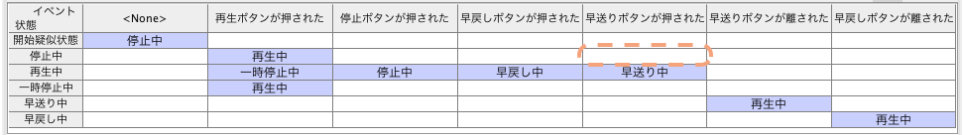 イベント
状態
<None> 再生ボタンが押された 停止ボタンが押された 早戻しボタンが押された 早送りボタンが押された 早送りボタンが離された 早戻しボタンが離された
開始疑似状態 停止中
停止中 再生中
再生中 一時停止中 停止中 早戻し中 早送り中
一時停止中 再生中
早送り中 再生中
早戻し中 再生中